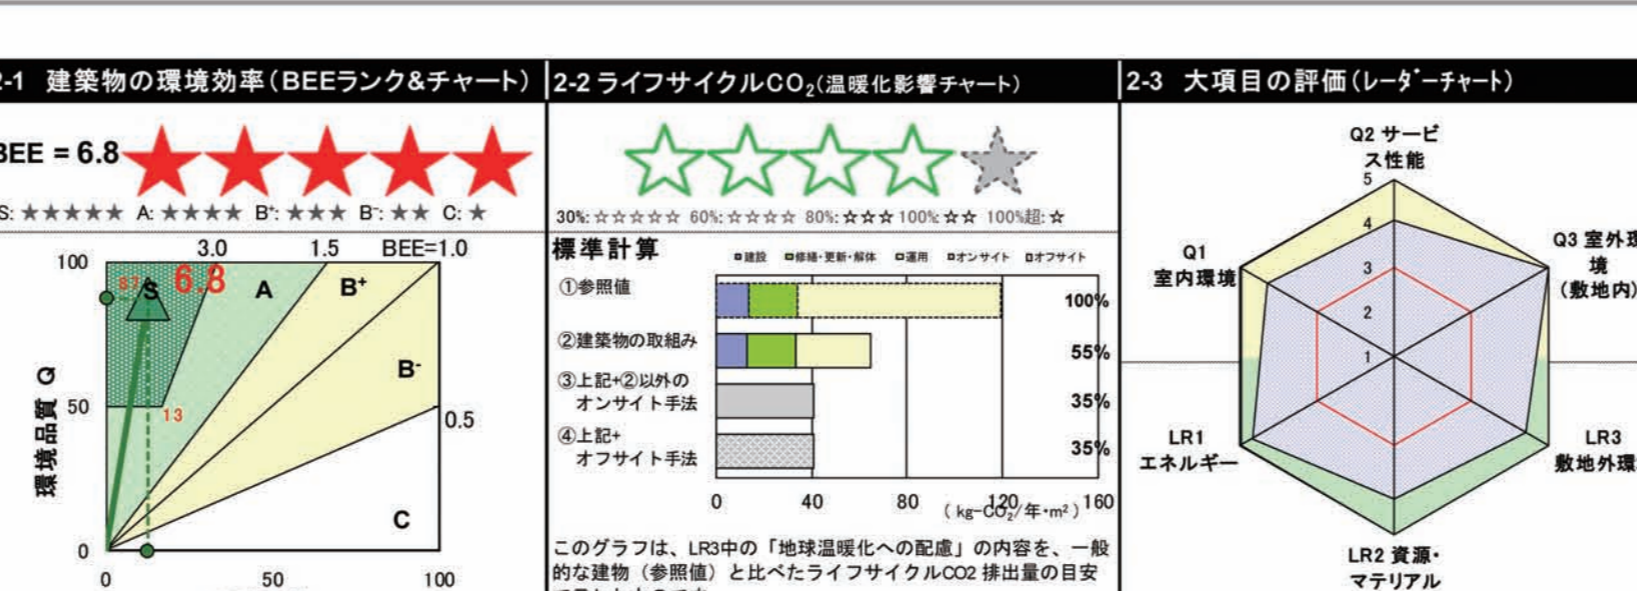 2-1 建築物の環境効率(BEEランク&チャート)
BEE = 6.8
S: ★★★★★ A: ★★★★ B⁺: ★★★ B⁻: ★★ C: ★
3.0 1.5 BEE=1.0
100
87
S
6.8
A
B⁺
B⁻
50
13
0.5
C
0
環境品質 Q
0 50 100
2-2 ライフサイクルCO₂(温暖化影響チャート)
30%: ☆☆☆☆☆ 60%: ☆☆☆☆ 80%: ☆☆☆ 100%: ☆☆ 100%超: ☆
標準計算
建設 修繕・更新・解体 運用 オンサイト オフサイト
①参照値
100%
②建築物の取組み
55%
③上記+②以外の
オンサイト手法
35%
④上記+
オフサイト手法
35%
0 40 80 120 160
( kg-CO₂/年・m² )
このグラフは、LR3中の「地球温暖化への配慮」の内容を、一般
的な建物(参照値)と比べたライフサイクルCO2 排出量の目安
2-3 大項目の評価(レーダーチャート)
Q2 サービ
ス性能
5
4
3
2
1
Q3 室外環
境
(敷地内)
Q1
室内環境
LR1
エネルギー
LR3
敷地外環
LR2 資源・
マテリアル